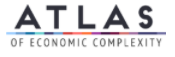 ATLAS
OF ECONOMIC COMPLEXITY